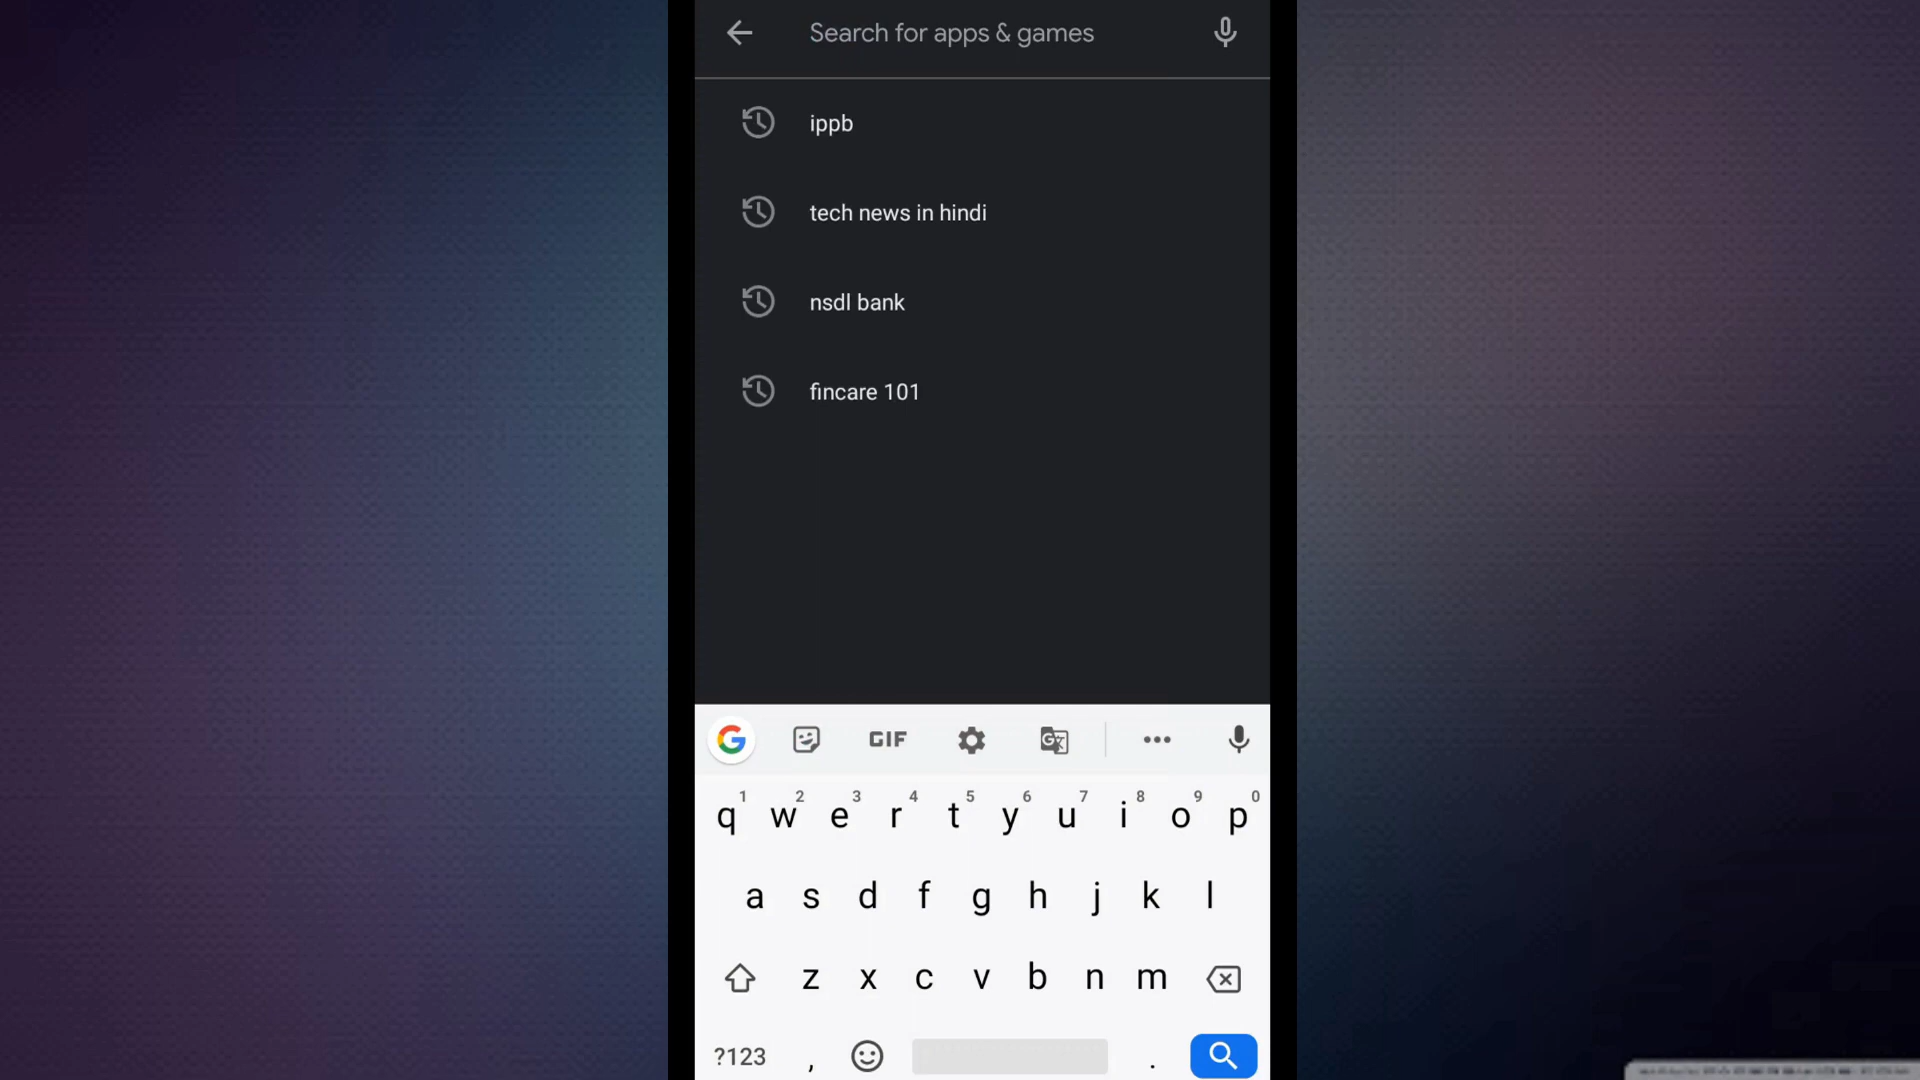 Search for apps & games
ippb
tech news in hindi
nsdl bank
fincare 101
G GIF G
1 2 3 4 5 6 7 8 9 0
q w e r t y u i o p
a s d f g h j k l
z x c v b n m
?123 , .